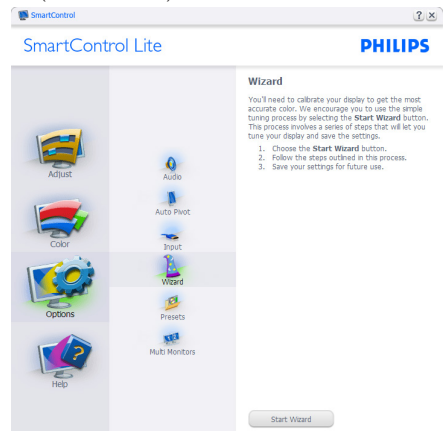 SmartControl
SmartControl Lite
PHILIPS
Adjust
Color
Options
Help
Audio
Auto Pivot
Input
Wizard
Presets
Multi Monitors
Wizard
You'll need to calibrate your display to get the most
accurate color. We encourage you to use the simple
tuning process by selecting the Start Wizard button.
This process involves a series of steps that will let you
tune your display and save the settings.
1. Choose the Start Wizard button.
2. Follow the steps outlined in this process.
3. Save your settings for future use.
Start Wizard